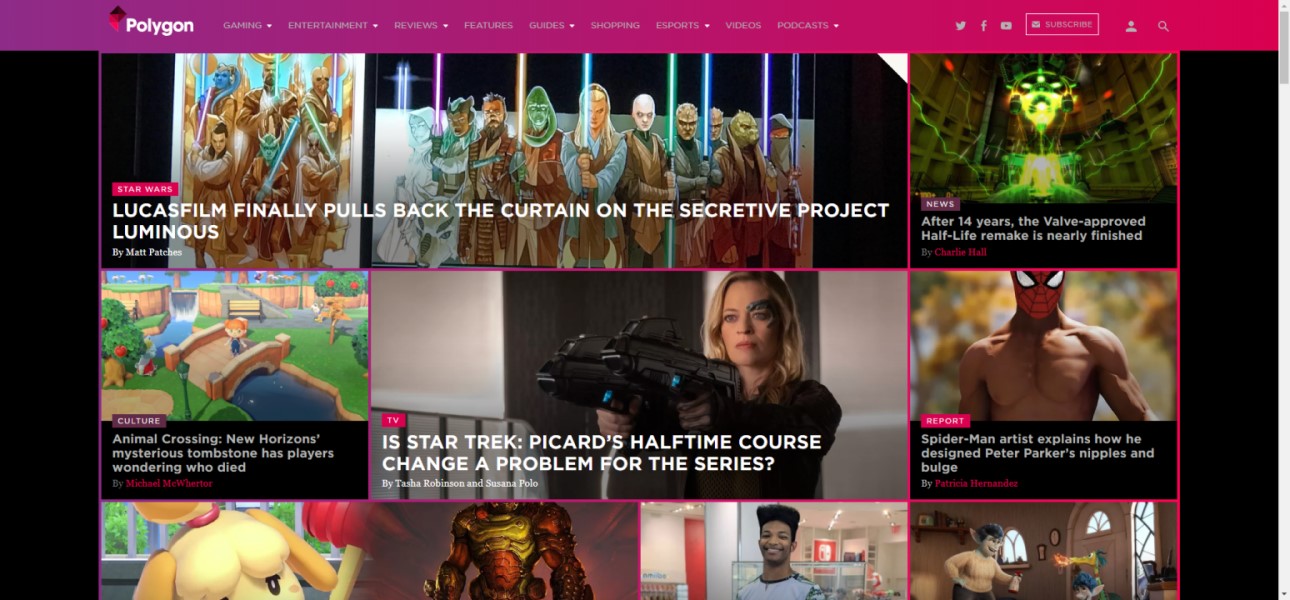 Polygon
GAMING ENTERTAINMENT REVIEWS FEATURES GUIDES SHOPPING ESPORTS VIDEOS PODCASTS
SUBSCRIBE
STAR WARS
LUCASFILM FINALLY PULLS BACK THE CURTAIN ON THE SECRETIVE PROJECT
LUMINOUS
By Matt Patches
NEWS
After 14 years, the Valve-approved
Half-Life remake is nearly finished
By Charlie Hall
CULTURE
Animal Crossing: New Horizons’
mysterious tombstone has players
wondering who died
By Michael McWhertor
TV
IS STAR TREK: PICARD’S HALFTIME COURSE
CHANGE A PROBLEM FOR THE SERIES?
By Tasha Robinson and Susana Polo
REPORT
Spider-Man artist explains how he
designed Peter Parker’s nipples and
bulge
By Patricia Hernandez